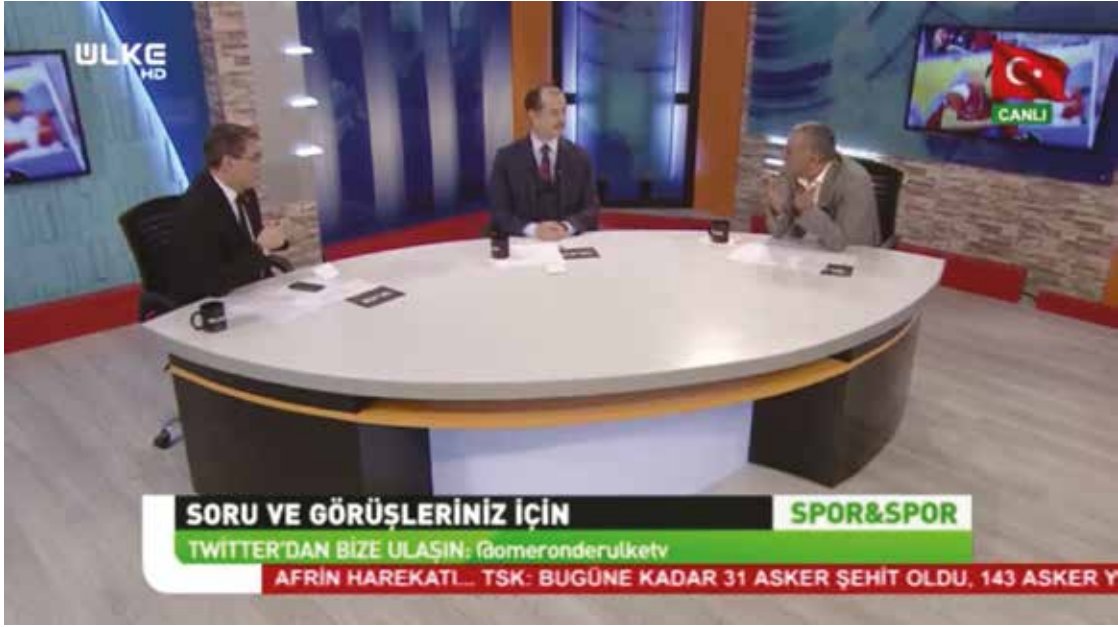 ÜLKE
HD
CANLI
SORU VE GÖRÜŞLERİNİZ İÇİN
SPOR&SPOR
TWITTER'DAN BİZE ULAŞIN: @omeronderulketv
AFRİN HAREKATI... TSK: BUGÜNE KADAR 31 ASKER ŞEHİT OLDU, 143 ASKER Y